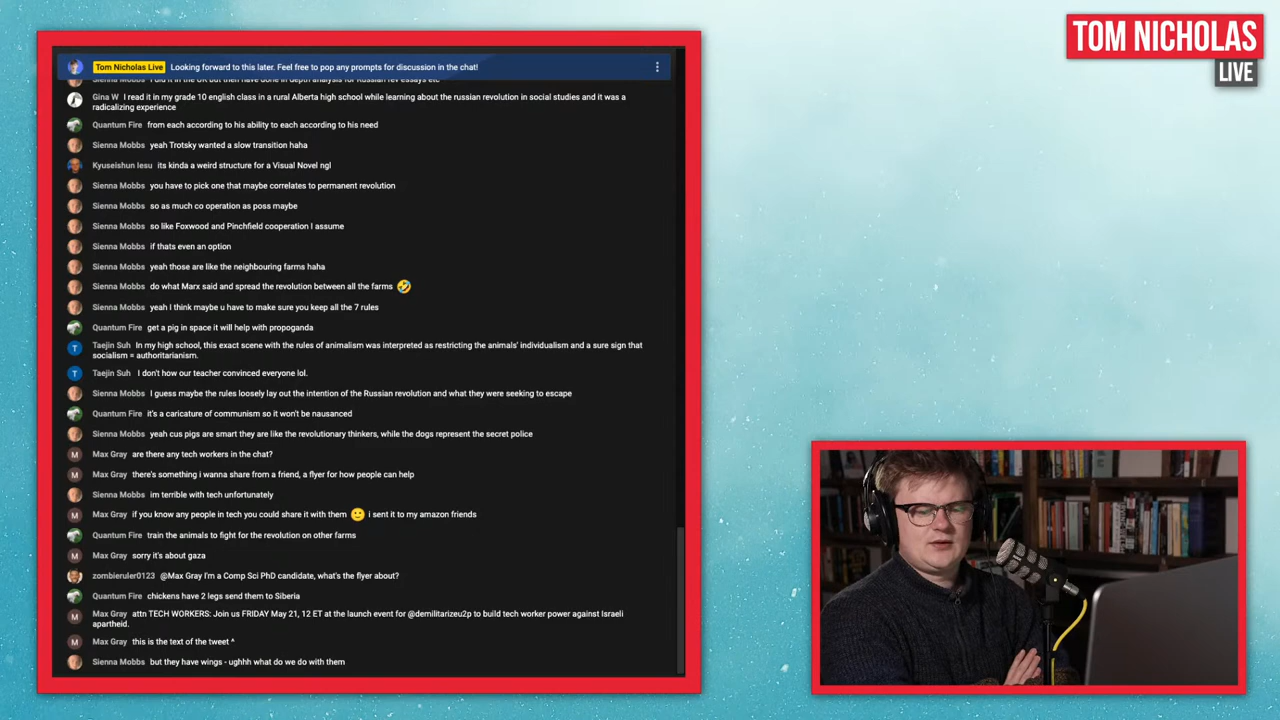 TOM NICHOLAS
LIVE
Tom Nicholas Live Looking forward to this later. Feel free to pop any prompts for discussion in the chat!
Sienna Mobbs I did it in the UK but then have done in depth analysis for Russian rev essays etc
Gina W I read it in my grade 10 english class in a rural Alberta high school while learning about the russian revolution in social studies and it was a
radicalizing experience
Quantum Fire from each according to his ability to each according to his need
Sienna Mobbs yeah Trotsky wanted a slow transition haha
Kyuseishun Iesu its kinda a weird structure for a Visual Novel ngl
Sienna Mobbs you have to pick one that maybe correlates to permanent revolution
Sienna Mobbs so as much co operation as poss maybe
Sienna Mobbs so like Foxwood and Pinchfield cooperation I assume
Sienna Mobbs if thats even an option
Sienna Mobbs yeah those are like the neighbouring farms haha
Sienna Mobbs do what Marx said and spread the revolution between all the farms 🤣
Sienna Mobbs yeah I think maybe u have to make sure you keep all the 7 rules
Quantum Fire get a pig in space it will help with propoganda
T Taejin Suh In my high school, this exact scene with the rules of animalism was interpreted as restricting the animals' individualism and a sure sign that
socialism = authoritarianism.
T Taejin Suh I don't how our teacher convinced everyone lol.
Sienna Mobbs I guess maybe the rules loosely lay out the intention of the Russian revolution and what they were seeking to escape
Quantum Fire it's a caricature of communism so it won't be nausanced
Sienna Mobbs yeah cus pigs are smart they are like the revolutionary thinkers, while the dogs represent the secret police
M Max Gray are there any tech workers in the chat?
M Max Gray there's something i wanna share from a friend, a flyer for how people can help
Sienna Mobbs im terrible with tech unfortunately
M Max Gray if you know any people in tech you could share it with them 🙂 i sent it to my amazon friends
Quantum Fire train the animals to fight for the revolution on other farms
M Max Gray sorry it's about gaza
zombieruler0123 @Max Gray I'm a Comp Sci PhD candidate, what's the flyer about?
Quantum Fire chickens have 2 legs send them to Siberia
M Max Gray attn TECH WORKERS: Join us FRIDAY May 21, 12 ET at the launch event for @demilitarizeu2p to build tech worker power against Israeli
apartheid.
M Max Gray this is the text of the tweet ^
Sienna Mobbs but they have wings - ughhh what do we do with them